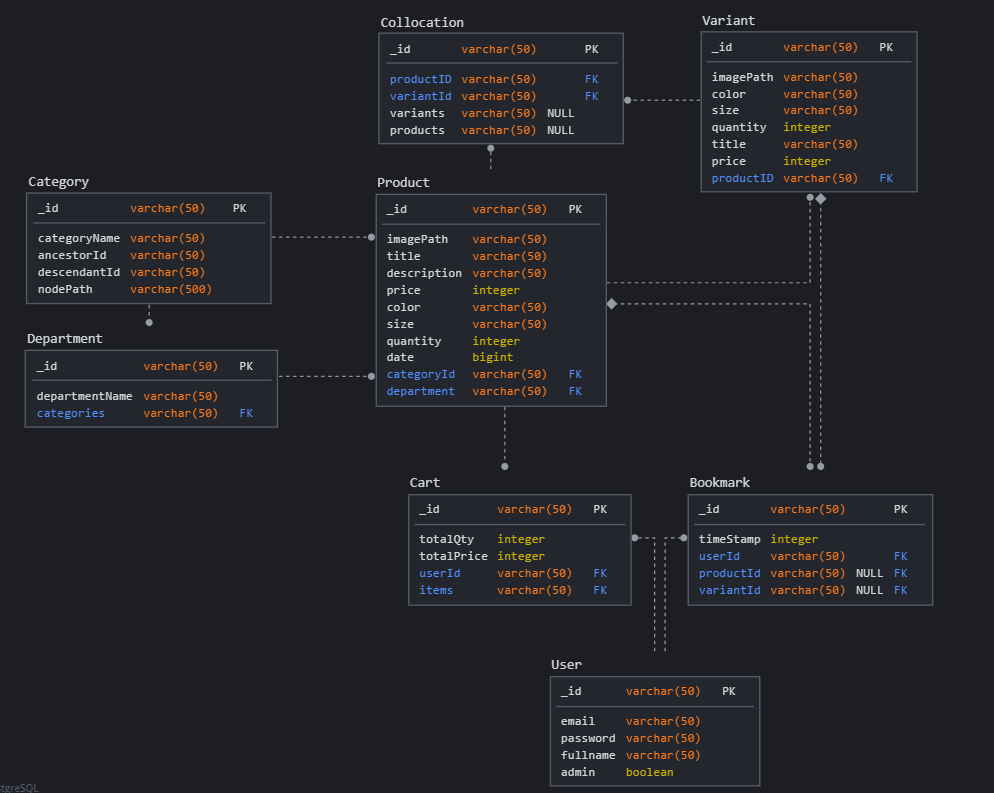 Collocation
_id varchar(50) PK
productID varchar(50) FK
variantId varchar(50) FK
variants varchar(50) NULL
products varchar(50) NULL
Variant
_id varchar(50) PK
imagePath varchar(50)
color varchar(50)
size varchar(50)
quantity integer
title varchar(50)
price integer
productID varchar(50) FK
Category
_id varchar(50) PK
categoryName varchar(50)
ancestorId varchar(50)
descendantId varchar(50)
nodePath varchar(500)
Product
_id varchar(50) PK
imagePath varchar(50)
title varchar(50)
description varchar(50)
price integer
color varchar(50)
size varchar(50)
quantity integer
date bigint
categoryId varchar(50) FK
department varchar(50) FK
Department
_id varchar(50) PK
departmentName varchar(50)
categories varchar(50) FK
Cart
_id varchar(50) PK
totalQty integer
totalPrice integer
userId varchar(50) FK
items varchar(50) FK
Bookmark
_id varchar(50) PK
timeStamp integer
userId varchar(50) FK
productId varchar(50) NULL FK
variantId varchar(50) NULL FK
User
_id varchar(50) PK
email varchar(50)
password varchar(50)
fullname varchar(50)
admin boolean
tgreSQL